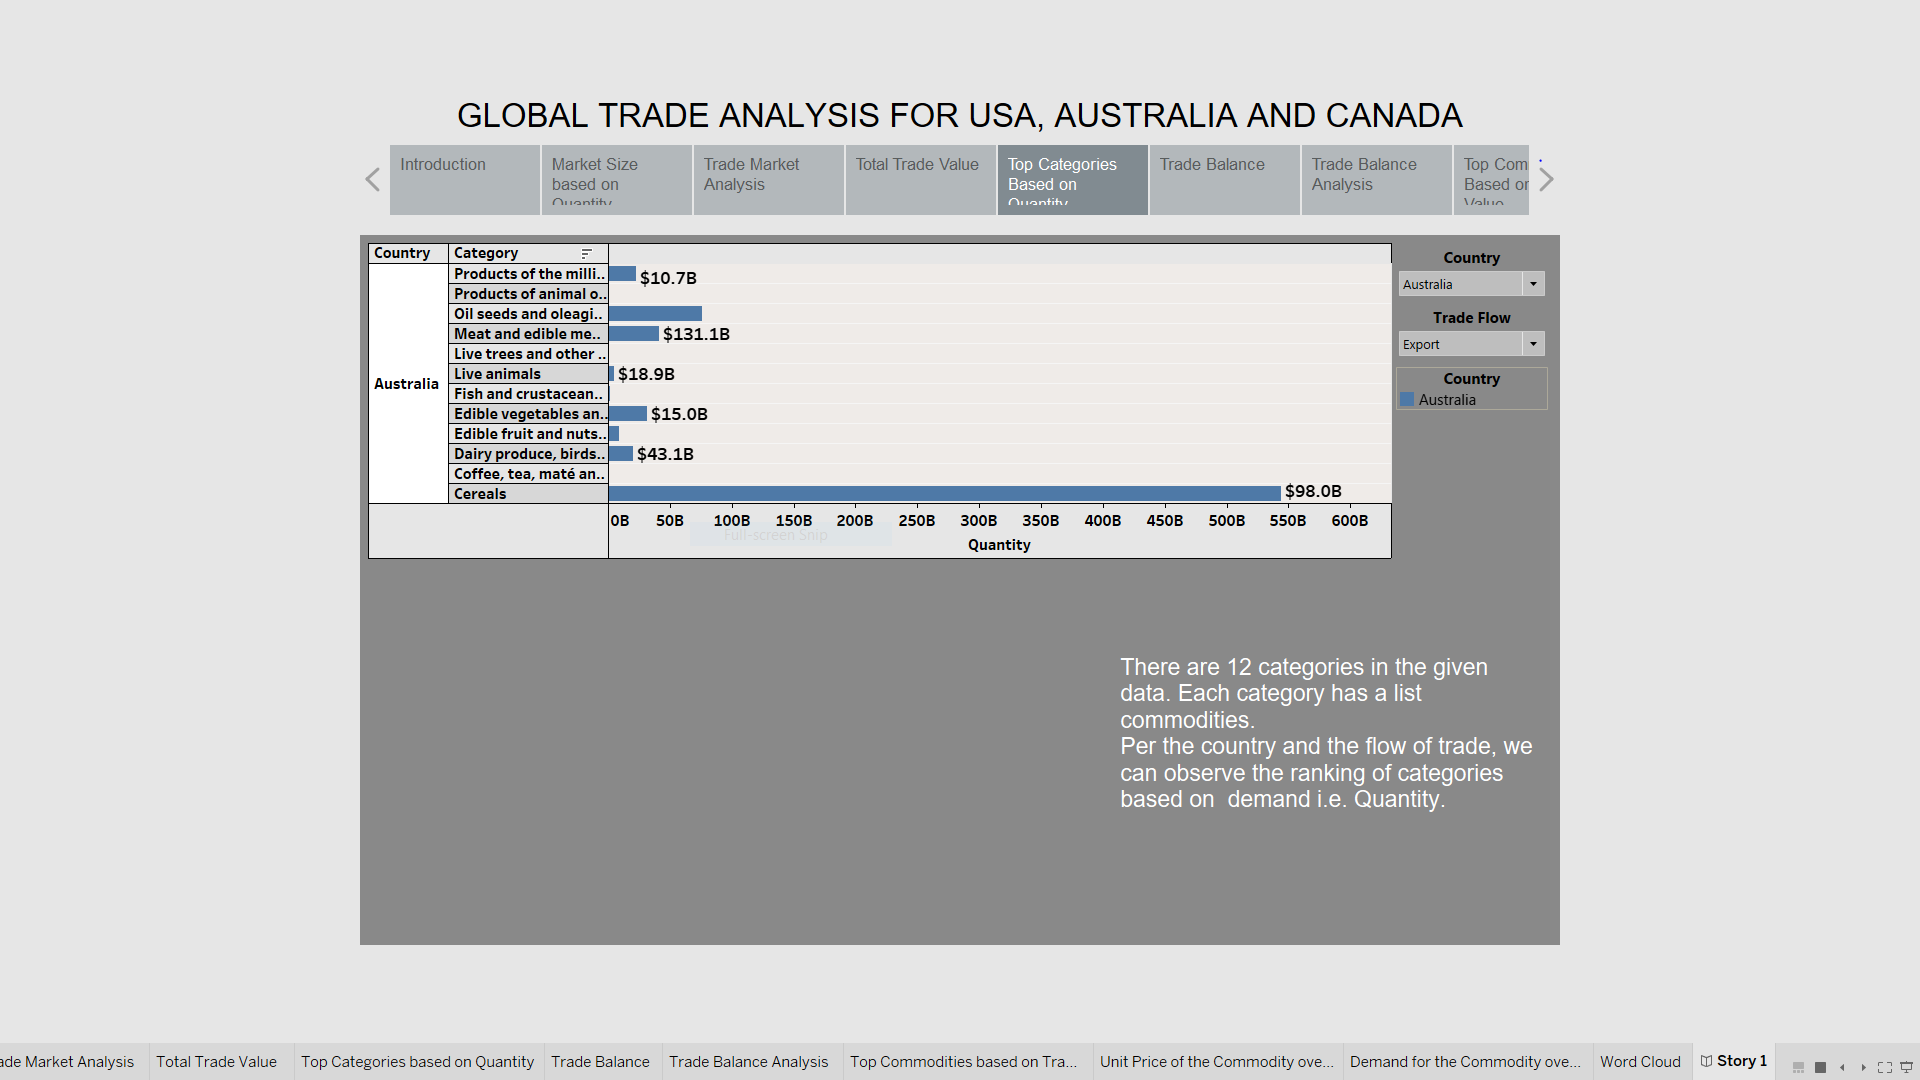 GLOBAL TRADE ANALYSIS FOR USA, AUSTRALIA AND CANADA
Introduction
Market Size
based on
Quantity
Trade Market
Analysis
Total Trade Value
Top Categories
Based on
Quantity
Trade Balance
Trade Balance
Analysis
Top Com
Based or
Value
Country Category
Products of the milli.. $10.7B
Products of animal o..
Oil seeds and oleagi..
Meat and edible me.. $131.1B
Live trees and other ..
Live animals $18.9B
Australia
Fish and crustacean..
Edible vegetables an.. $15.0B
Edible fruit and nuts..
Dairy produce, birds.. $43.1B
Coffee, tea, maté an..
Cereals $98.0B
0B 50B 100B 150B 200B 250B 300B 350B 400B 450B 500B 550B 600B
Full-screen Snip
Quantity
Country
Australia
Trade Flow
Export
Country
Australia
There are 12 categories in the given
data. Each category has a list
commodities.
Per the country and the flow of trade, we
can observe the ranking of categories
based on  demand i.e. Quantity.
ade Market Analysis Total Trade Value Top Categories based on Quantity Trade Balance Trade Balance Analysis Top Commodities based on Tra... Unit Price of the Commodity ove... Demand for the Commodity ove... Word Cloud Story 1